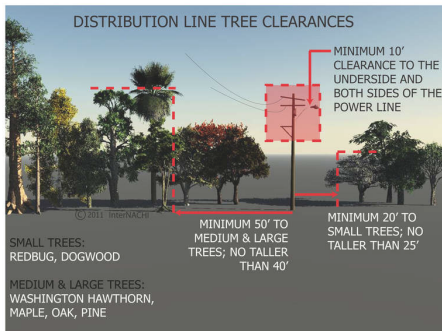 DISTRIBUTION LINE TREE CLEARANCES
MINIMUM 10'
CLEARANCE TO THE
UNDERSIDE AND
BOTH SIDES OF THE
POWER LINE
© 2011 InterNACHI
MINIMUM 50' TO
MEDIUM & LARGE
TREES; NO TALLER
THAN 40'
MINIMUM 20' TO
SMALL TREES; NO
TALLER THAN 25'
SMALL TREES:
REDBUG, DOGWOOD
MEDIUM & LARGE TREES:
WASHINGTON HAWTHORN,
MAPLE, OAK, PINE